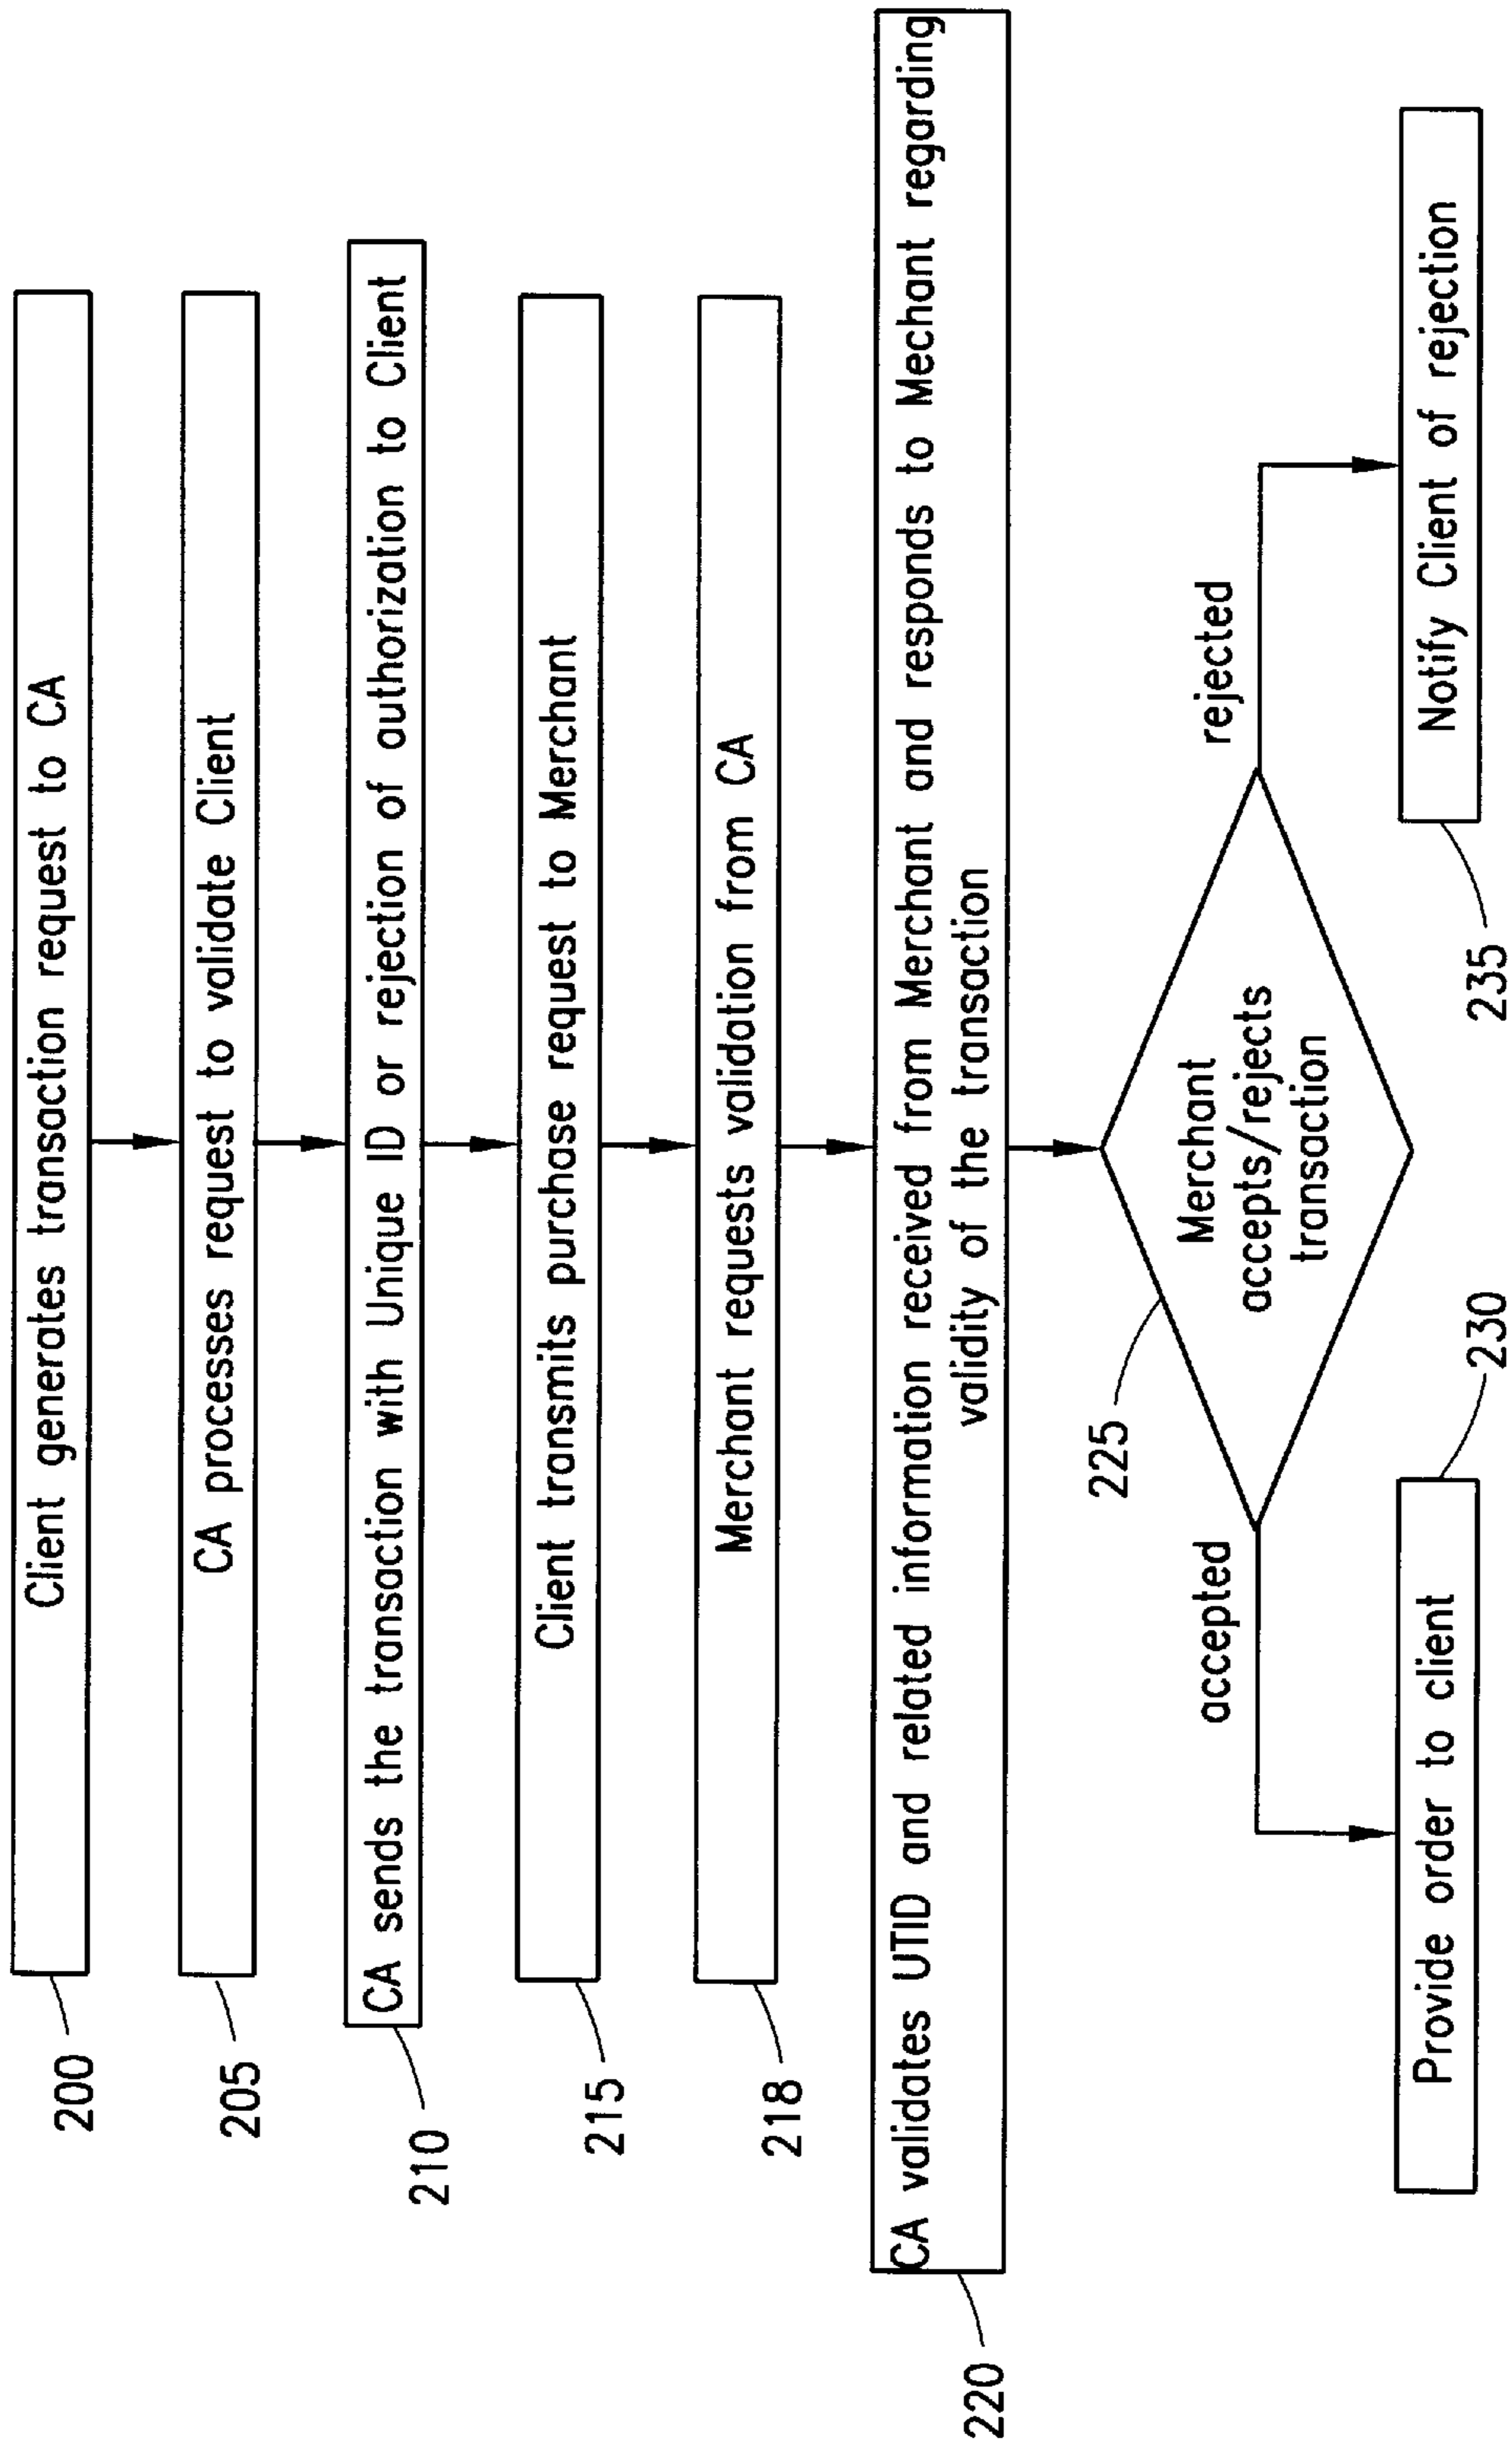 200
Client generates transaction request to CA
205
CA processes request to validate Client
210
CA sends the transaction with Unique ID or rejection of authorization to Client
215
Client transmits purchase request to Merchant
218
Merchant requests validation from CA
220
CA validates UTID and related information received from Merchant and responds to Mechant regarding
validity of the transaction
225
Merchant
accepts/rejects
transaction
accepted
rejected
230
Provide order to client
235
Notify Client of rejection